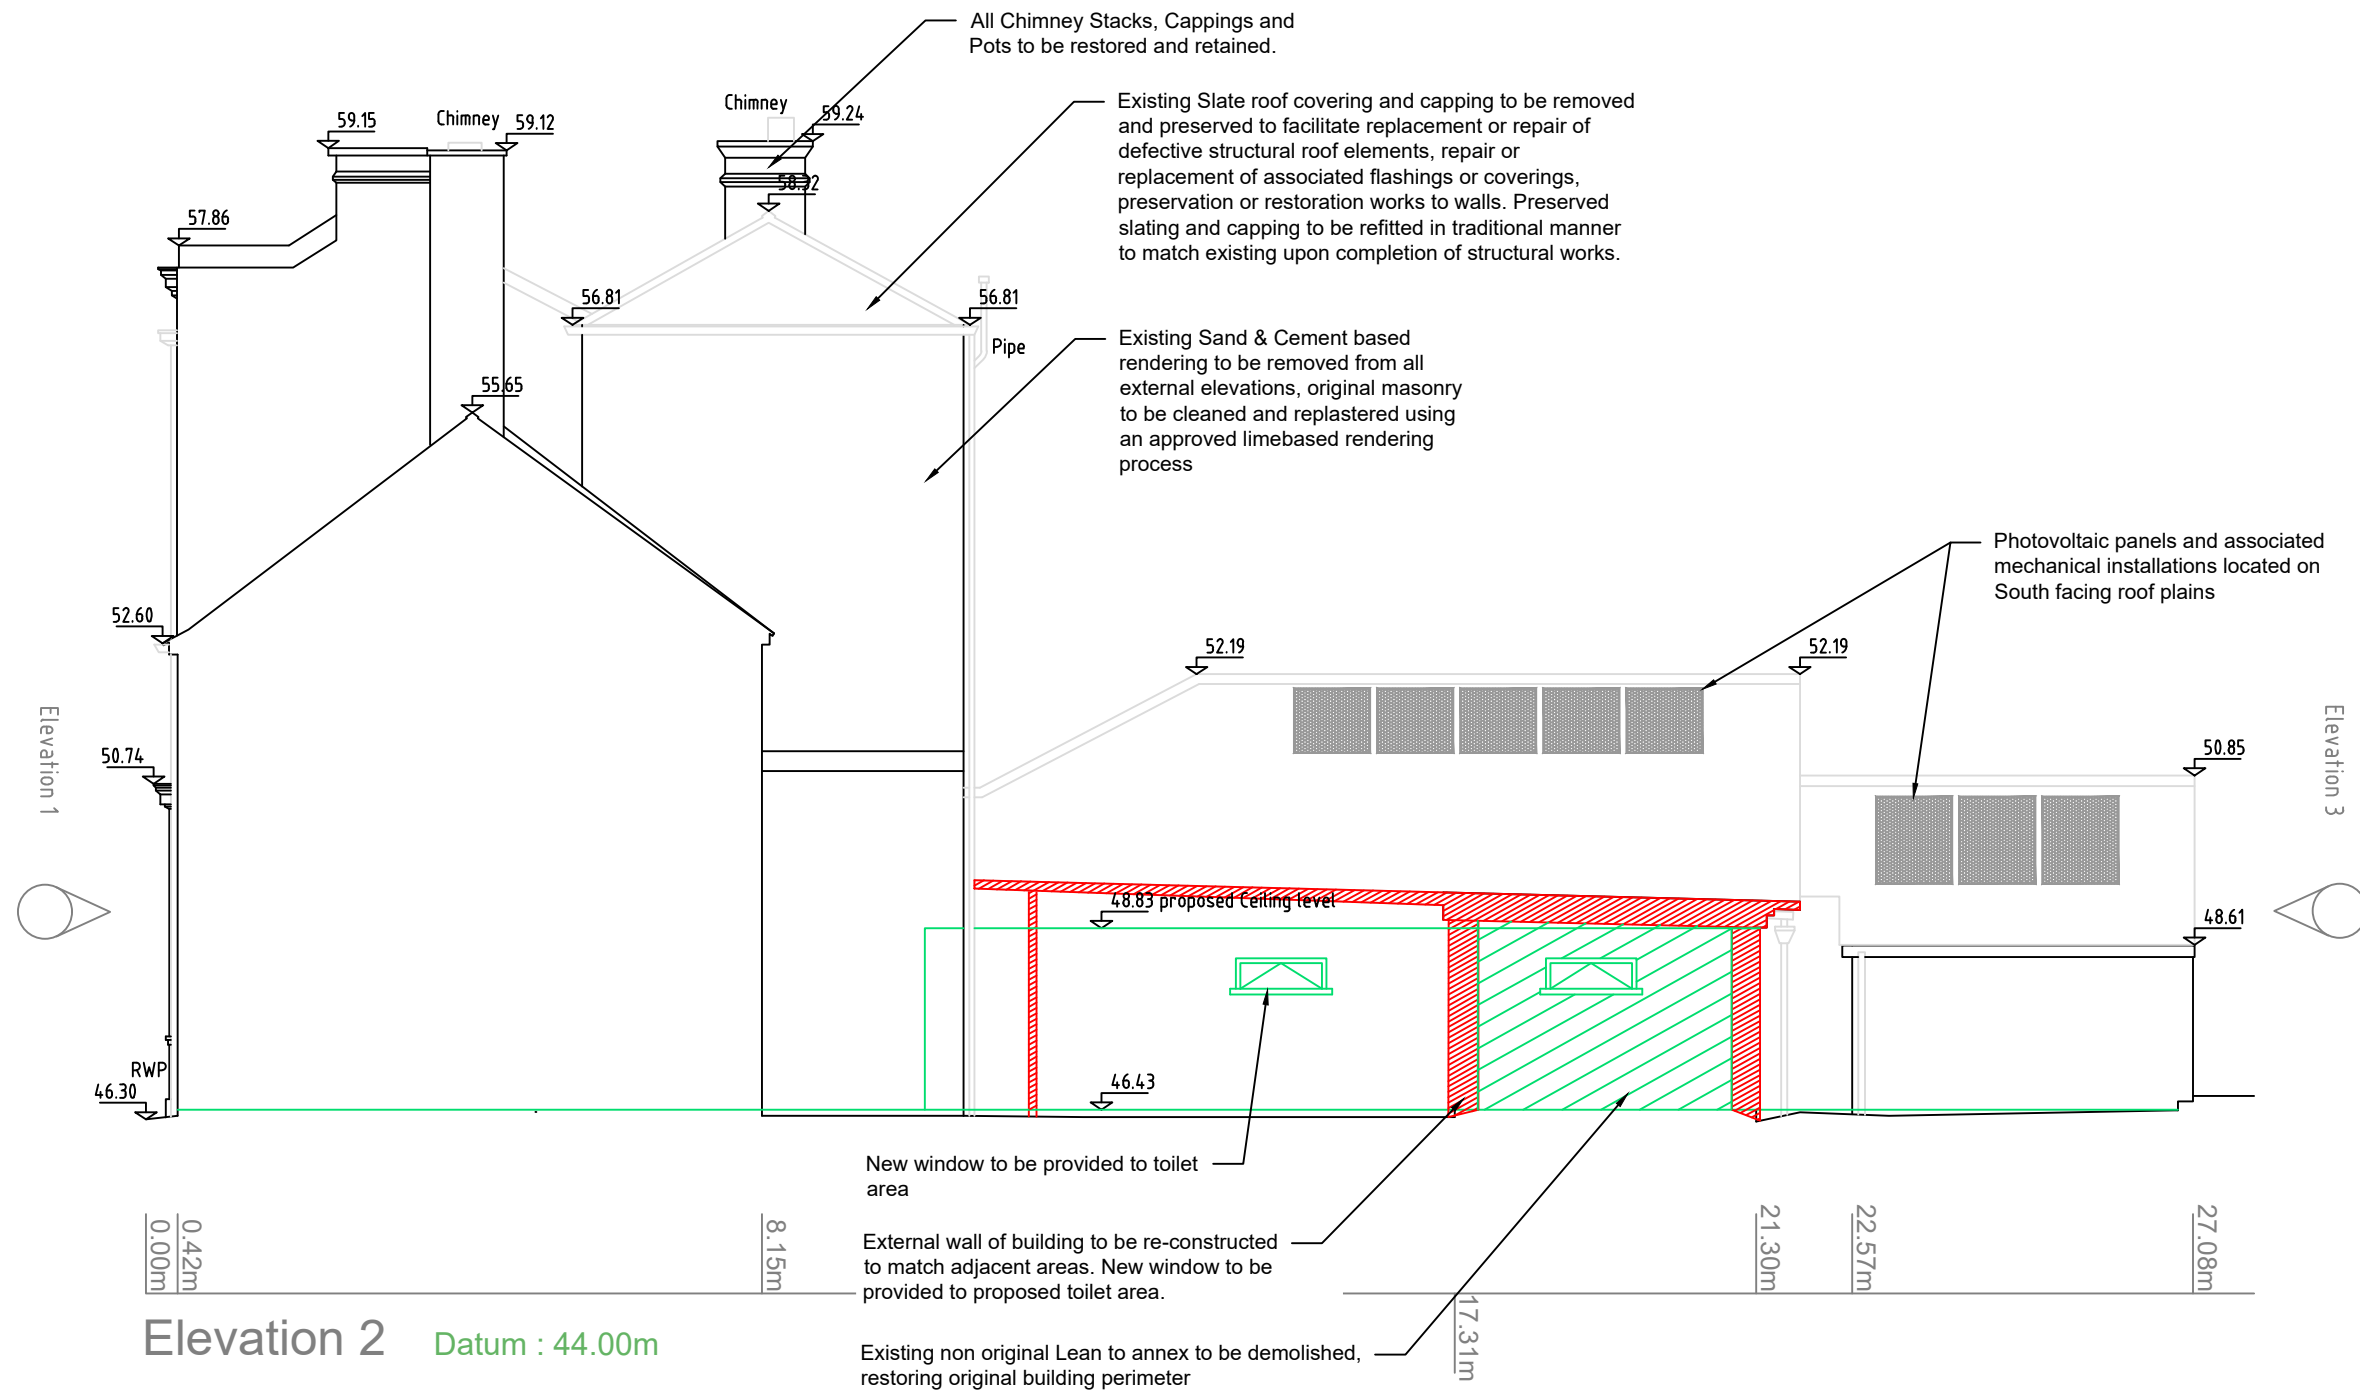 All Chimney Stacks, Cappings and
Pots to be restored and retained.
Existing Slate roof covering and capping to be removed
and preserved to facilitate replacement or repair of
defective structural roof elements, repair or
replacement of associated flashings or coverings,
preservation or restoration works to walls. Preserved
slating and capping to be refitted in traditional manner
to match existing upon completion of structural works.
59.15
Chimney
59.12
Chimney
59.24
58.32
57.86
56.81
56.81
Pipe
Existing Sand & Cement based
rendering to be removed from all
external elevations, original masonry
to be cleaned and replastered using
an approved limebased rendering
process
55.65
Photovoltaic panels and associated
mechanical installations located on
South facing roof plains
52.60
52.19
52.19
Elevation 1
50.74
50.85
Elevation 3
48.83 proposed Ceiling level
48.61
RWP
46.30
46.43
New window to be provided to toilet
area
External wall of building to be re-constructed
to match adjacent areas. New window to be
provided to proposed toilet area.
Existing non original Lean to annex to be demolished,
restoring original building perimeter
0.00m
0.42m
8.15m
17.31m
21.30m
22.57m
27.08m
Elevation 2
Datum : 44.00m